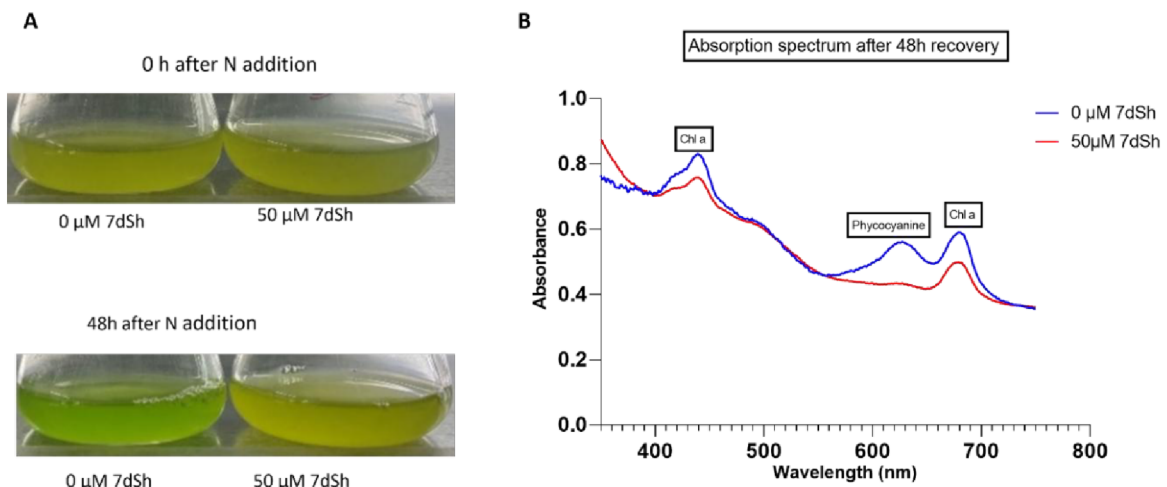 A
0 h after N addition
0 µM 7dSh
50 µM 7dSh
48h after N addition
0 µM 7dSh
50 µM 7dSh
B
Absorption spectrum after 48h recovery
0 µM 7dSh
50µM 7dSh
Chl a
Phycocyanine
Chl a
Absorbance
1.0
0.8
0.6
0.4
0.2
0.0
400 500 600 700 800
Wavelength (nm)